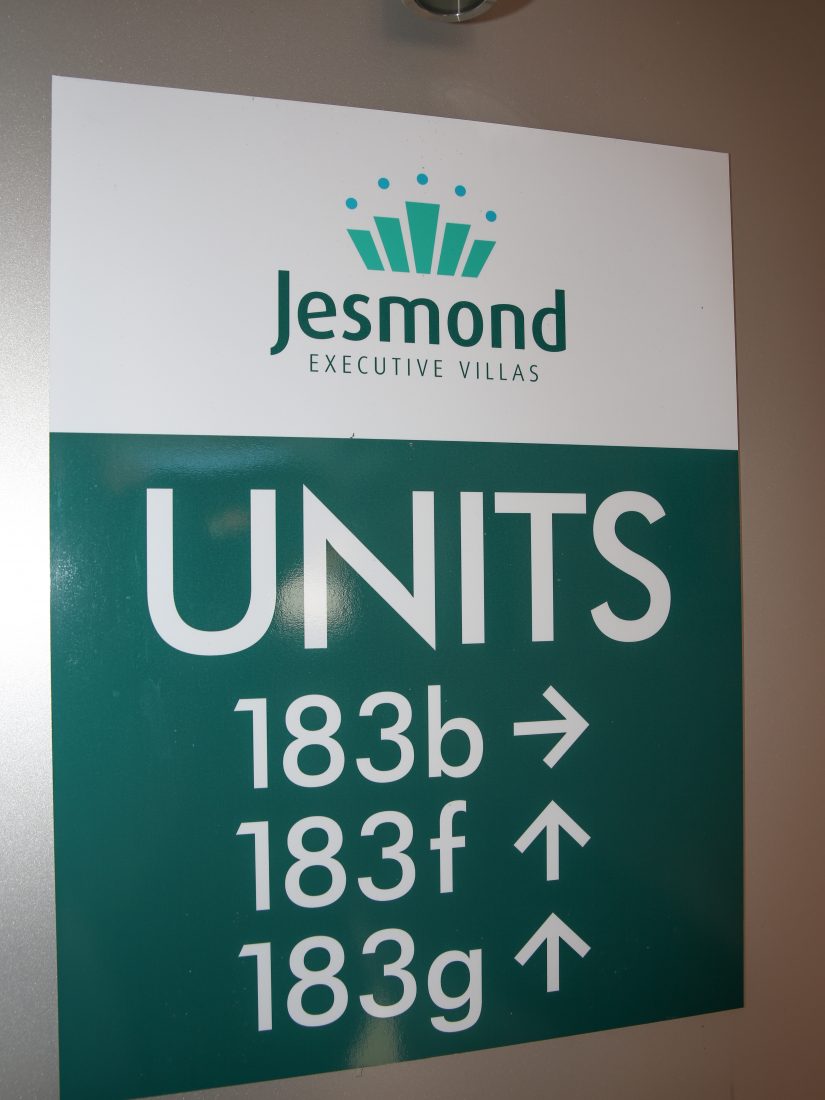 Jesmond
EXECUTIVE VILLAS
UNITS
183b →
183f ↑
183g ↑